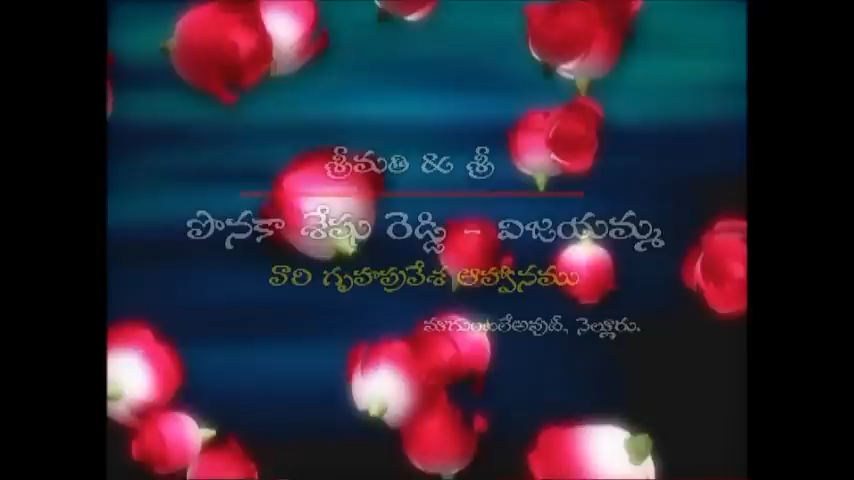 శ్రీమతి & శ్రీ
పొనకా శేషు రెడ్డి - విజయమ్మ
వారి గృహప్రవేశ ఆహ్వానము
మాగుంటలేఅవుట్, నెల్లూరు.